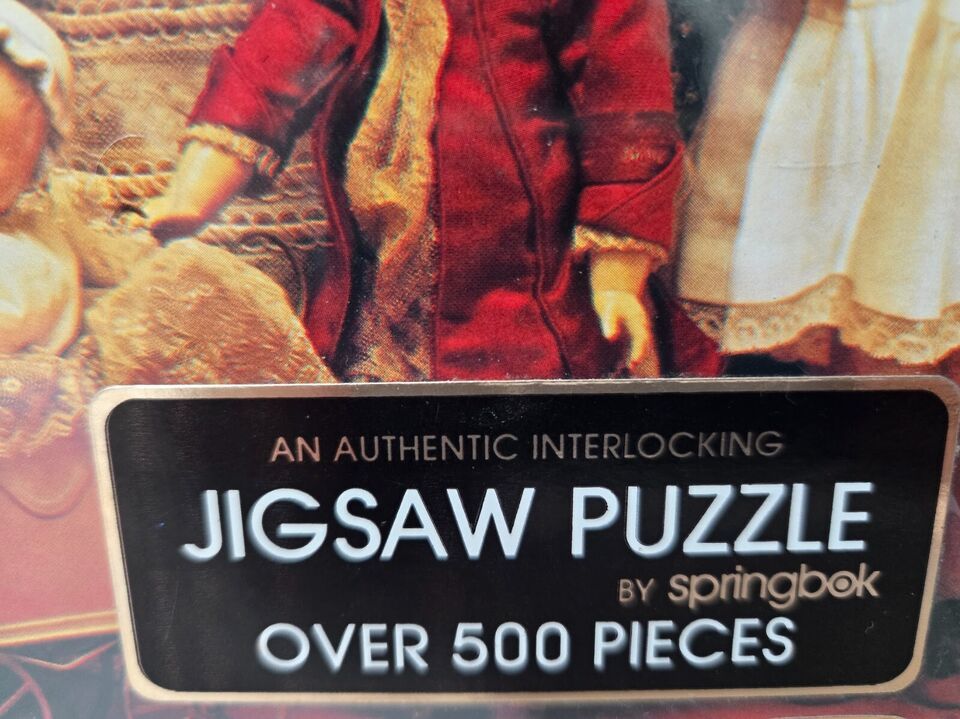 AN AUTHENTIC INTERLOCKING
JIGSAW PUZZLE
BY springbok
OVER 500 PIECES